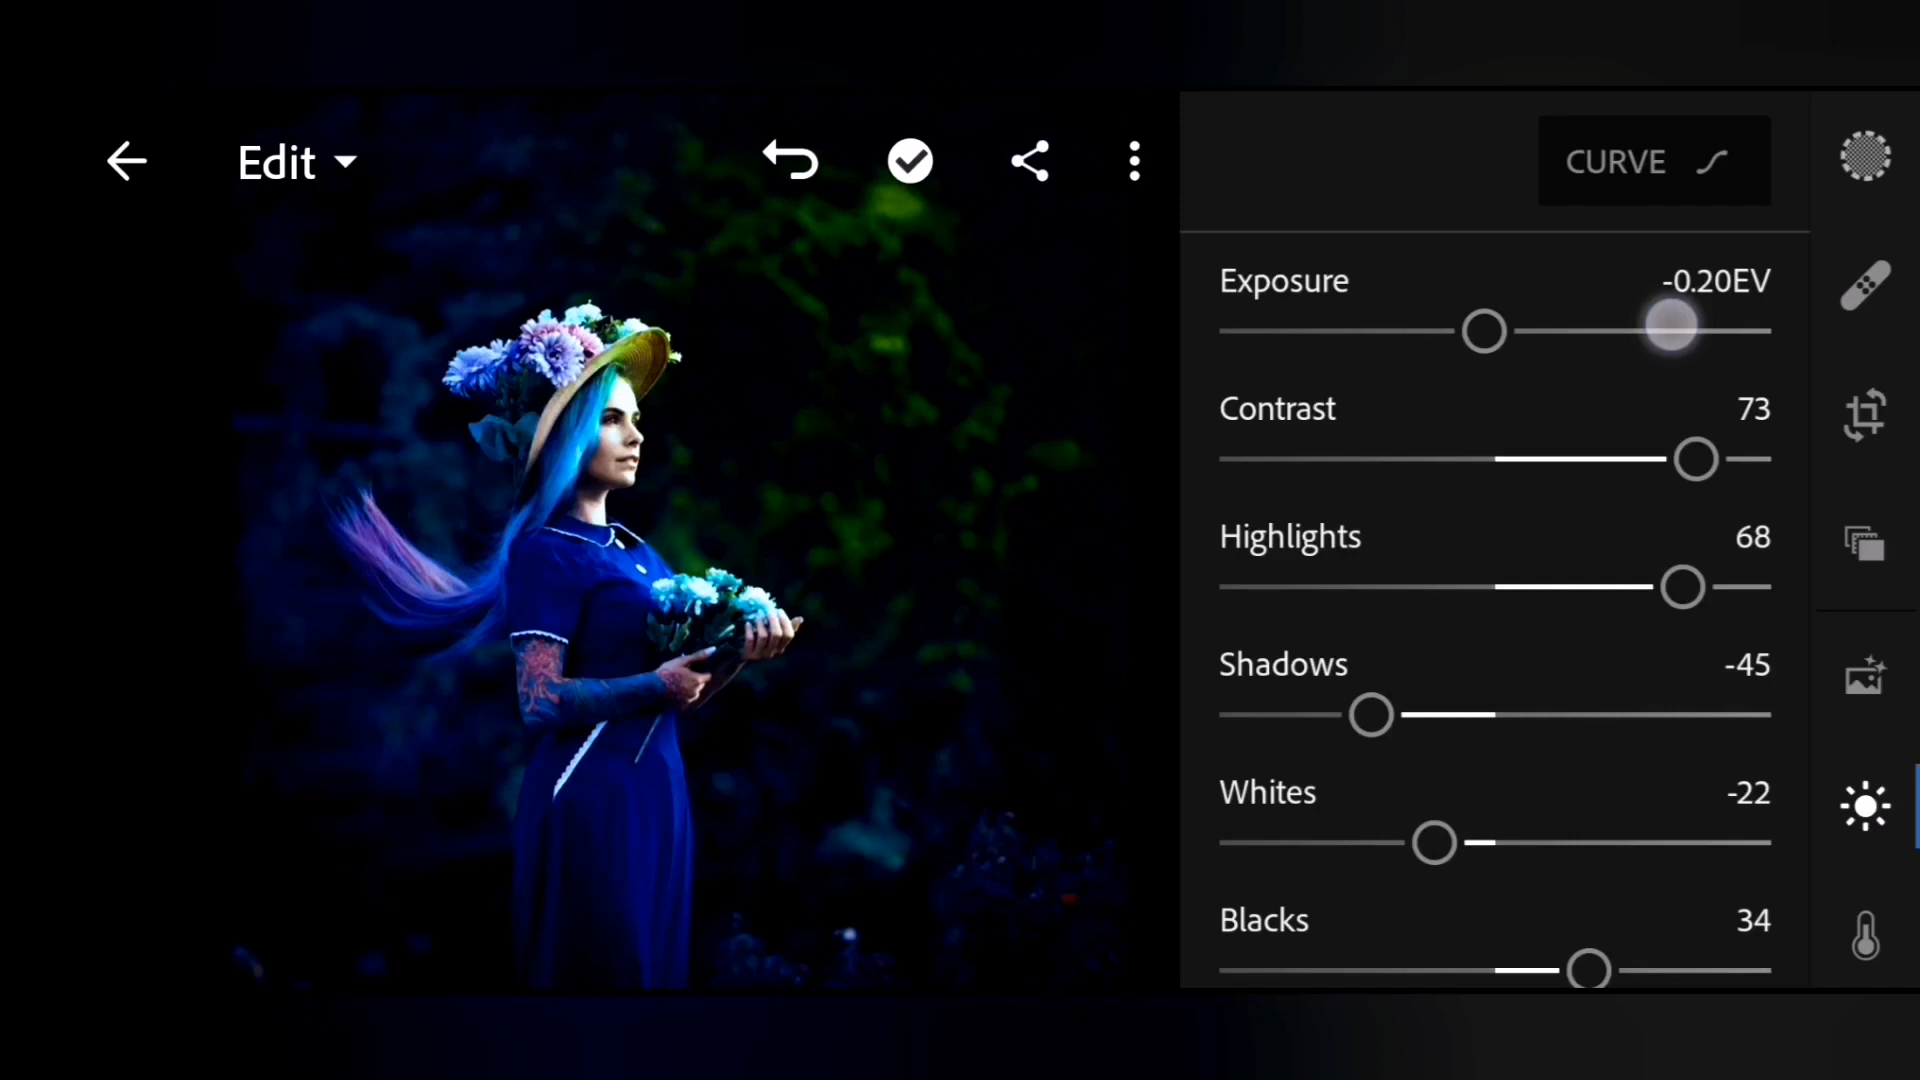 Edit
CURVE
Exposure -0.20EV
Contrast 73
Highlights 68
Shadows -45
Whites -22
Blacks 34